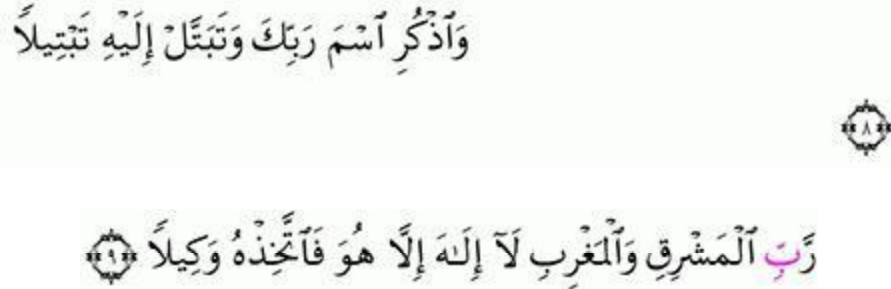 وَٱذْكُرِ ٱسْمَ رَبِّكَ وَتَبَتَّلْ إِلَيْهِ تَبْتِيلًا
٨
رَّبِّ ٱلْمَشْرِقِ وَٱلْمَغْرِبِ لَآ إِلَـٰهَ إِلَّا هُوَ فَٱتَّخِذْهُ وَكِيلًا ٩